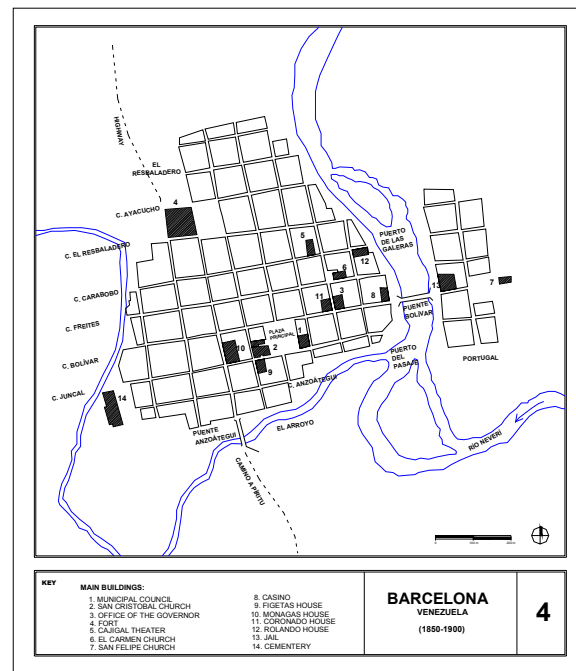 HIGHWAY
EL
RESBALADERO
4
C. AYACUCHO
5
PUERTO
DE LAS
GALERAS
C. EL RESBALADERO
12
6
13
7
C. CARABOBO
11
3
8
PUENTE
BOLÍVAR
C. FREITES
PLAZA
PRINCIPAL
1
10
2
PUERTO
DEL
PASAJE
PORTUGAL
C. BOLÍVAR
9
C. ANZOÁTEGUI
C. JUNCAL
14
EL ARROYO
PUENTE
ANZOÁTEGUI
RÍO NEVERÍ
CAMINO A PIRITU
KEY
MAIN BUILDINGS:
1. MUNICIPAL COUNCIL
2. SAN CRISTOBAL CHURCH
3. OFFICE OF THE GOVERNOR
4. FORT
5. CAJIGAL THEATER
6. EL CARMEN CHURCH
7. SAN FELIPE CHURCH
8. CASINO
9. FIGETAS HOUSE
10. MONAGAS HOUSE
11. CORONADO HOUSE
12. ROLANDO HOUSE
13. JAIL
14. CEMENTERY
BARCELONA
VENEZUELA
(1850-1900)
4